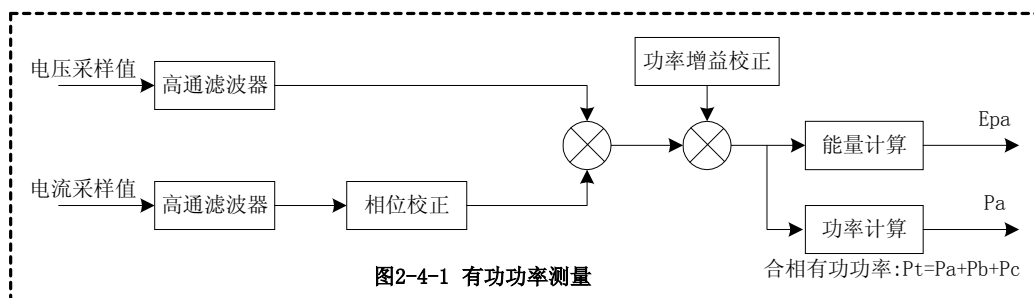 电压采样值
高通滤波器
功率增益校正
能量计算
Epa
电流采样值
高通滤波器
相位校正
功率计算
Pa
合相有功功率:Pt=Pa+Pb+Pc
图2-4-1 有功功率测量